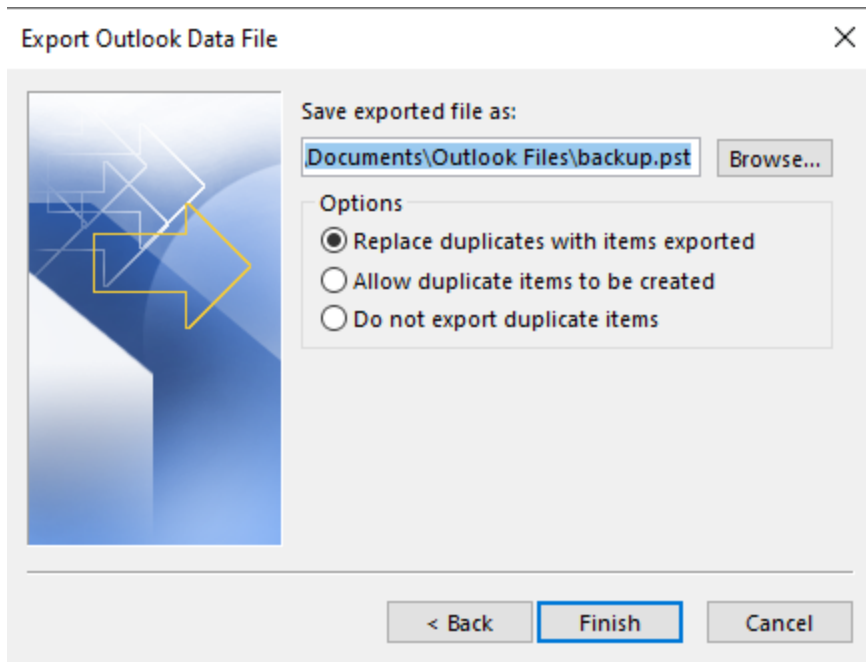 Export Outlook Data File
Save exported file as:
\Documents\Outlook Files\backup.pst
Browse...
Options
Replace duplicates with items exported
Allow duplicate items to be created
Do not export duplicate items
< Back
Finish
Cancel